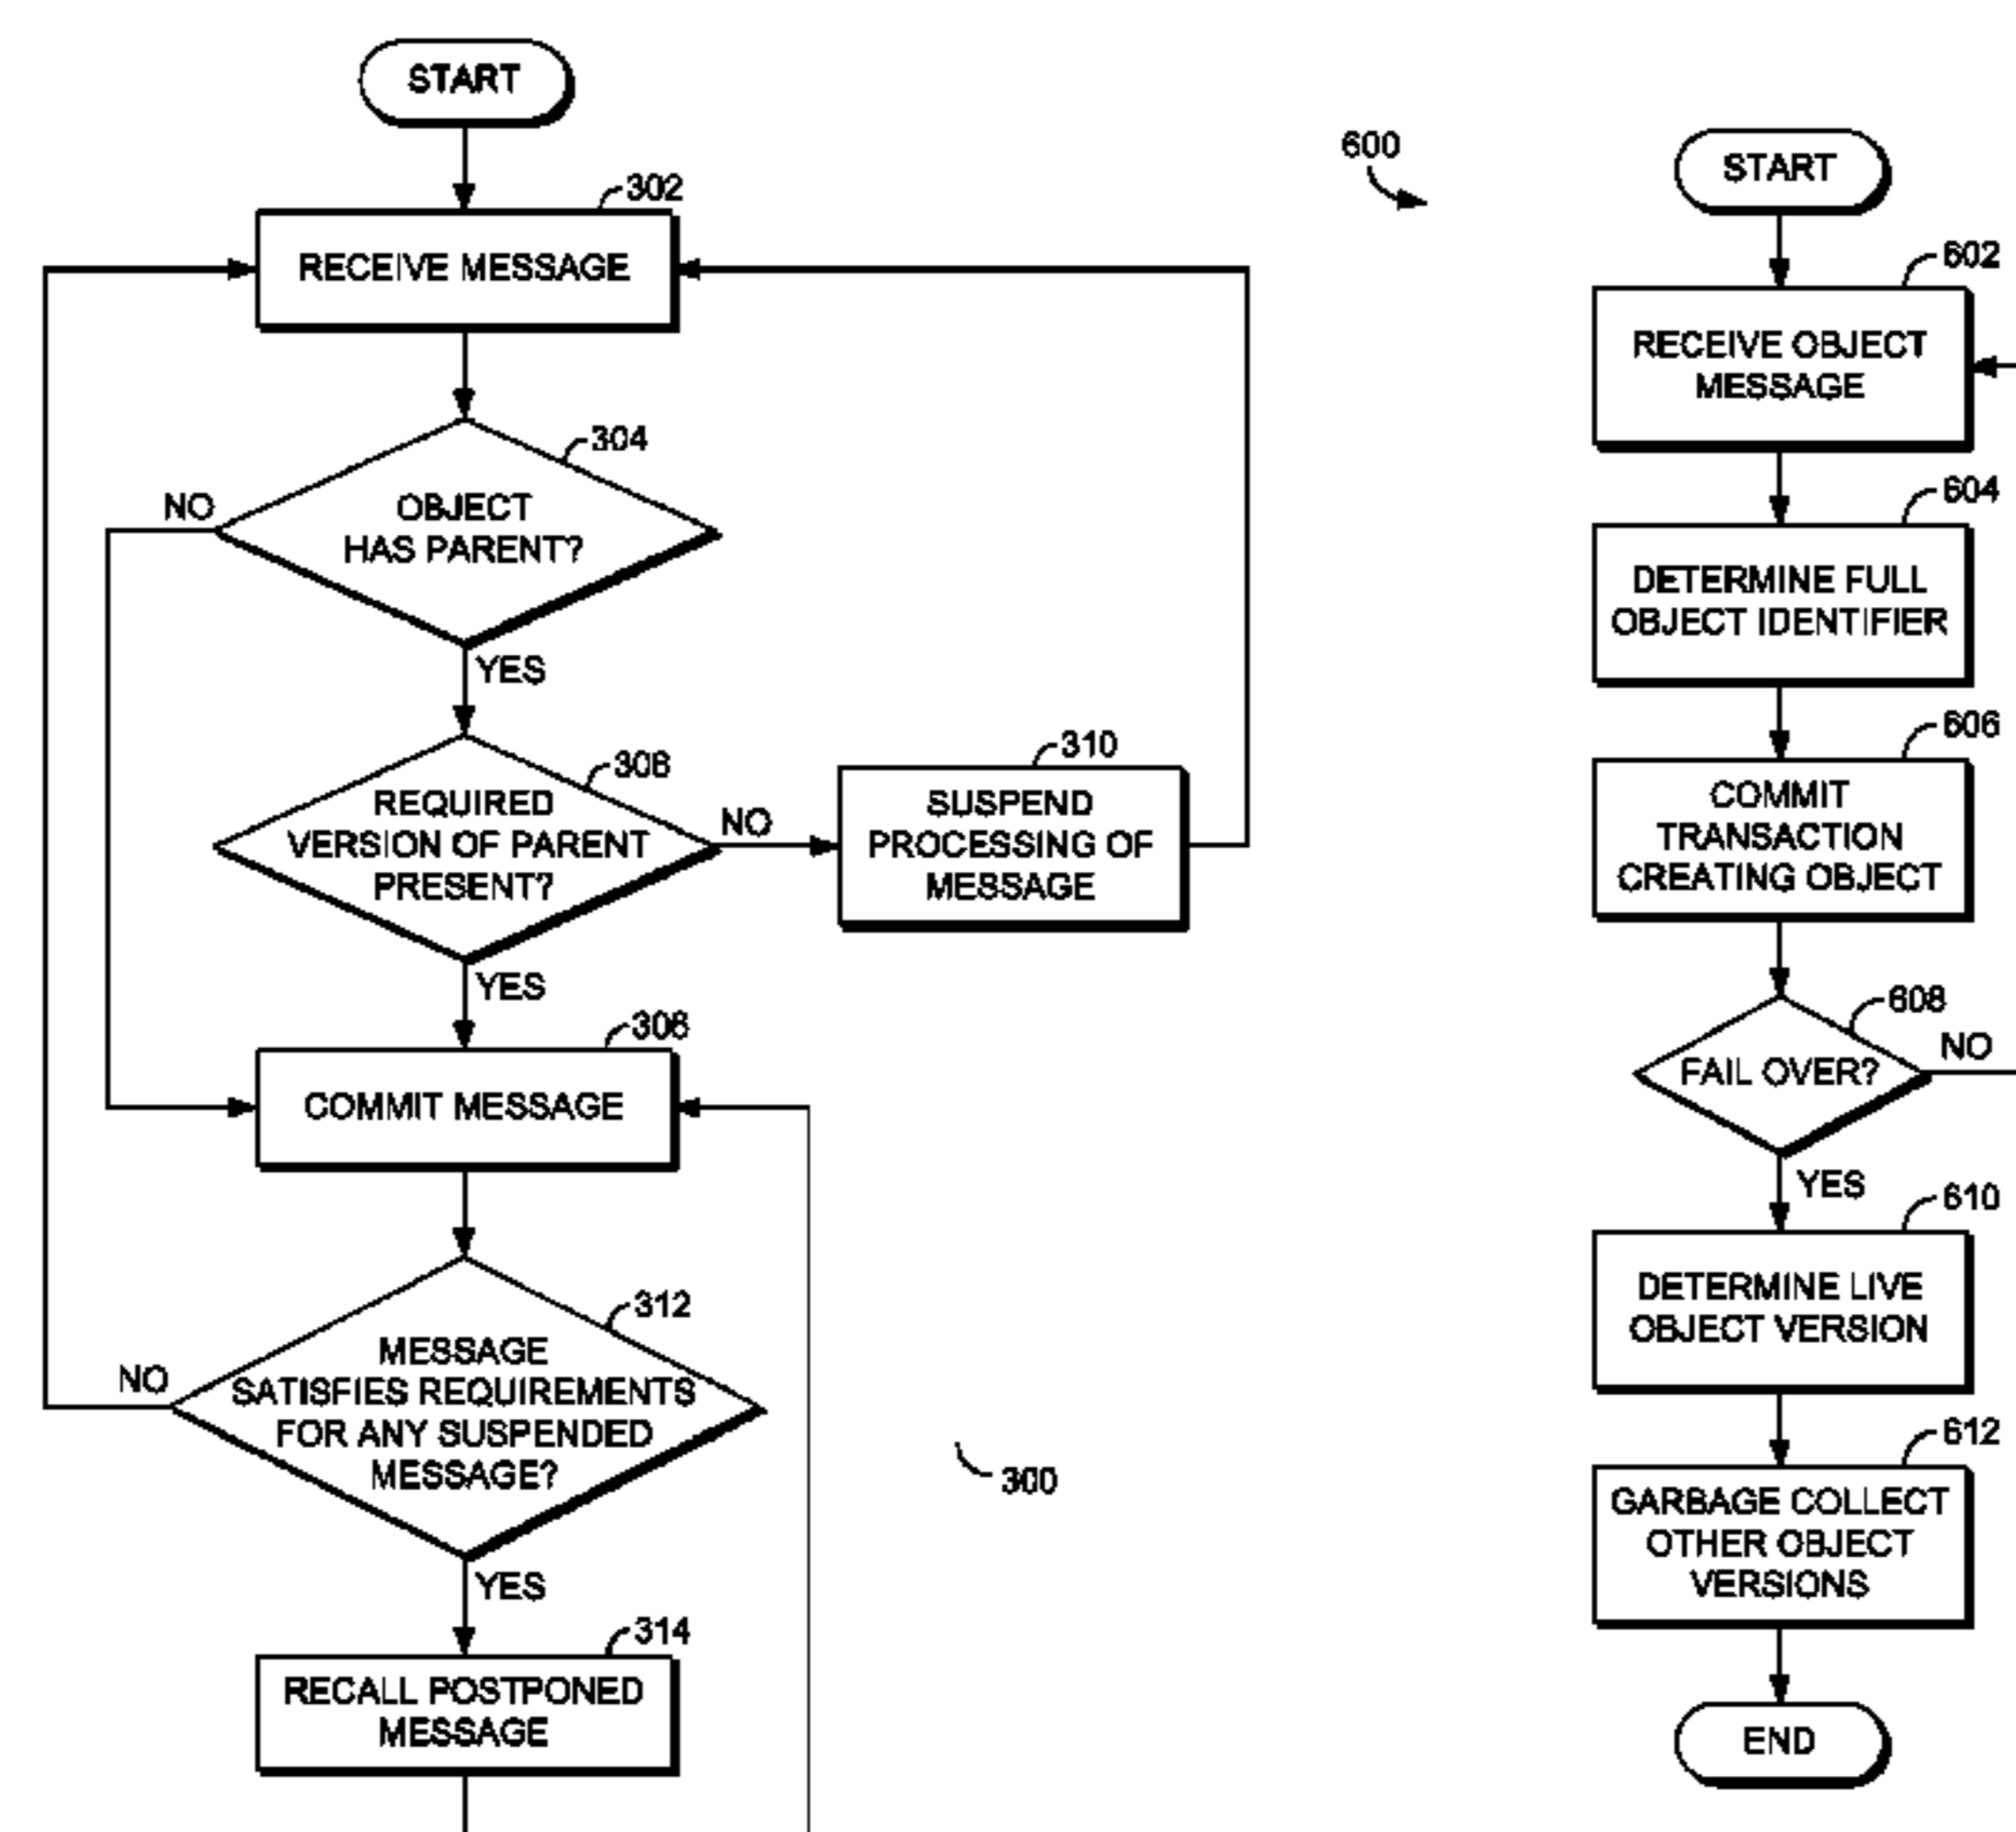 START
302
RECEIVE MESSAGE
304
NO
OBJECT
HAS PARENT?
YES
308
REQUIRED
VERSION OF PARENT
PRESENT?
NO
310
SUSPEND
PROCESSING OF
MESSAGE
YES
306
COMMIT MESSAGE
312
NO
MESSAGE
SATISFIES REQUIREMENTS
FOR ANY SUSPENDED
MESSAGE?
300
YES
314
RECALL POSTPONED
MESSAGE
600
START
602
RECEIVE OBJECT
MESSAGE
604
DETERMINE FULL
OBJECT IDENTIFIER
606
COMMIT
TRANSACTION
CREATING OBJECT
608
FAIL OVER?
NO
YES
610
DETERMINE LIVE
OBJECT VERSION
612
GARBAGE COLLECT
OTHER OBJECT
VERSIONS
END